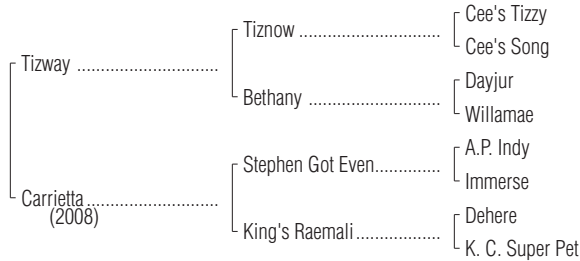 Cee's Tizzy
Tiznow
Cee's Song
Tizway
Dayjur
Bethany
Willamae
A.P. Indy
Stephen Got Even
Immerse
Carrietta
(2008)
Dehere
King's Raemali
K. C. Super Pet